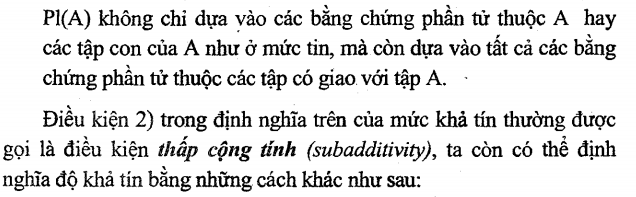 Pl(A) không chỉ dựa vào các bằng chứng phần tử thuộc A hay
các tập con của A như ở mức tin, mà còn dựa vào tất cả các bằng
chứng phần tử thuộc các tập có giao với tập A.
Điều kiện 2) trong định nghĩa trên của mức khả tín thường được
gọi là điều kiện thấp cộng tính (subadditivity), ta còn có thể định
nghĩa độ khả tín bằng những cách khác như sau: